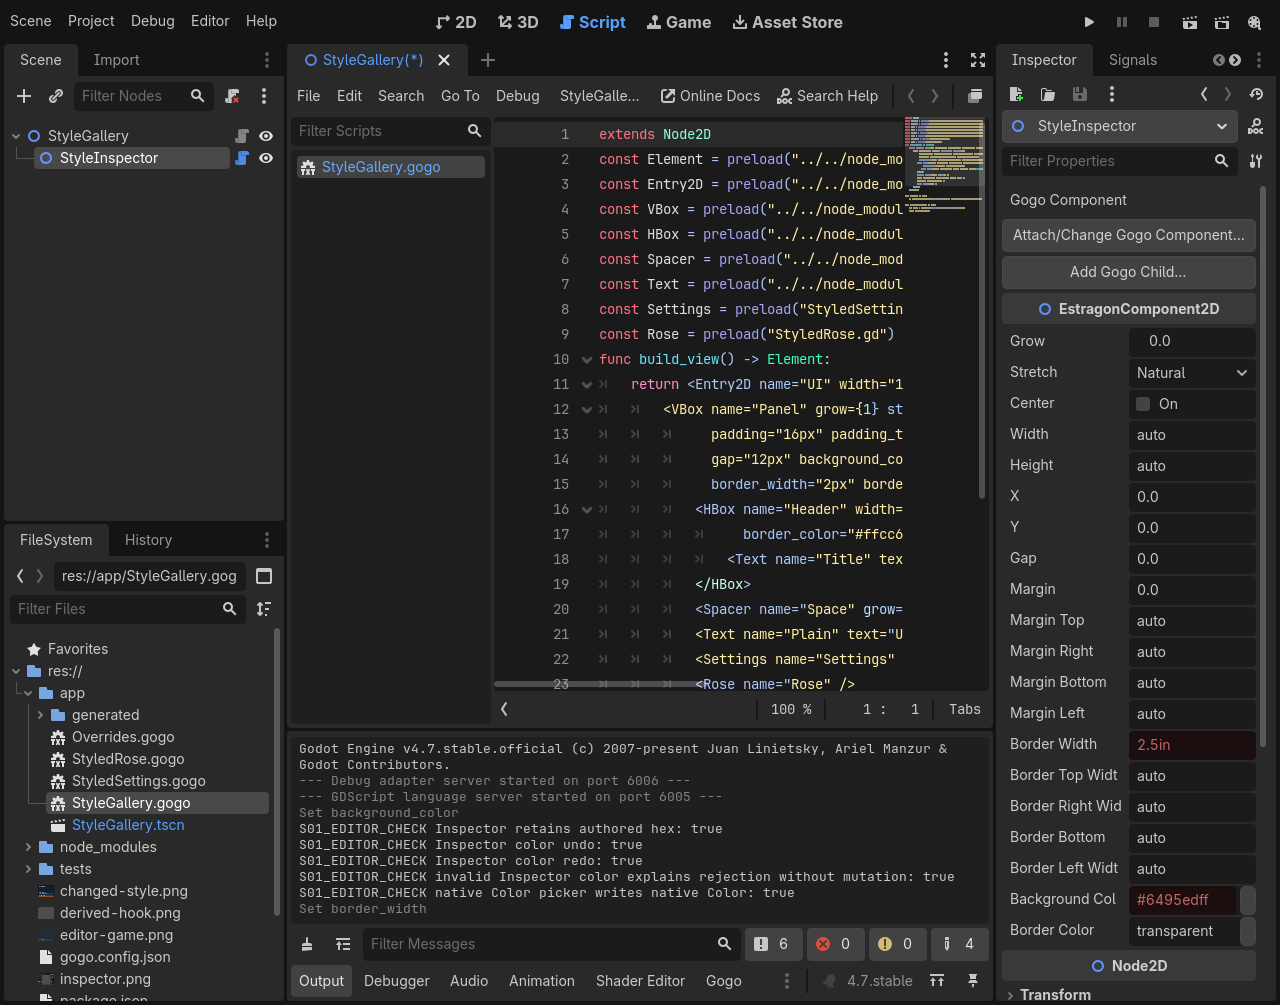 Scene Project Debug Editor Help 2D 3D Script Game Asset Store
Scene Import
Filter Nodes
StyleGallery
StyleInspector
FileSystem History
res://app/StyleGallery.gog
Filter Files
Favorites
res://
app
generated
Overrides.gogo
StyledRose.gogo
StyledSettings.gogo
StyleGallery.gogo
StyleGallery.tscn
node_modules
tests
changed-style.png
derived-hook.png
editor-game.png
gogo.config.json
inspector.png
package.json
StyleGallery(*)
File Edit Search Go To Debug StyleGalle... Online Docs Search Help
Filter Scripts
StyleGallery.gogo
1 extends Node2D
2 const Element = preload("../../node_mo
3 const Entry2D = preload("../../node_mo
4 const VBox = preload("../../node_modul
5 const HBox = preload("../../node_modul
6 const Spacer = preload("../../node_mod
7 const Text = preload("../../node_modul
8 const Settings = preload("StyledSettin
9 const Rose = preload("StyledRose.gd")
10 func build_view() -> Element:
11 return <Entry2D name="UI" width="1
12 <VBox name="Panel" grow={1} st
13 padding="16px" padding_t
14 gap="12px" background_co
15 border_width="2px" borde
16 <HBox name="Header" width=
17 border_color="#ffcc6
18 <Text name="Title" tex
19 </HBox>
20 <Spacer name="Space" grow=
21 <Text name="Plain" text="U
22 <Settings name="Settings"
23 <Rose name="Rose" />
100 % 1 : 1 Tabs
Godot Engine v4.7.stable.official (c) 2007-present Juan Linietsky, Ariel Manzur &
Godot Contributors.
--- Debug adapter server started on port 6006 ---
--- GDScript language server started on port 6005 ---
Set background_color
S01_EDITOR_CHECK Inspector retains authored hex: true
S01_EDITOR_CHECK Inspector color undo: true
S01_EDITOR_CHECK Inspector color redo: true
S01_EDITOR_CHECK invalid Inspector color explains rejection without mutation: true
S01_EDITOR_CHECK native Color picker writes native Color: true
Set border_width
Filter Messages 6 0 0 4
Output Debugger Audio Animation Shader Editor Gogo 4.7.stable
Inspector Signals
StyleInspector
Filter Properties
Gogo Component
Attach/Change Gogo Component...
Add Gogo Child...
EstragonComponent2D
Grow 0.0
Stretch Natural
Center On
Width auto
Height auto
X 0.0
Y 0.0
Gap 0.0
Margin 0.0
Margin Top auto
Margin Right auto
Margin Bottom auto
Margin Left auto
Border Width 2.5in
Border Top Widt auto
Border Right Wid auto
Border Bottom auto
Border Left Widt auto
Background Col #6495edff
Border Color transparent
Node2D
Transform